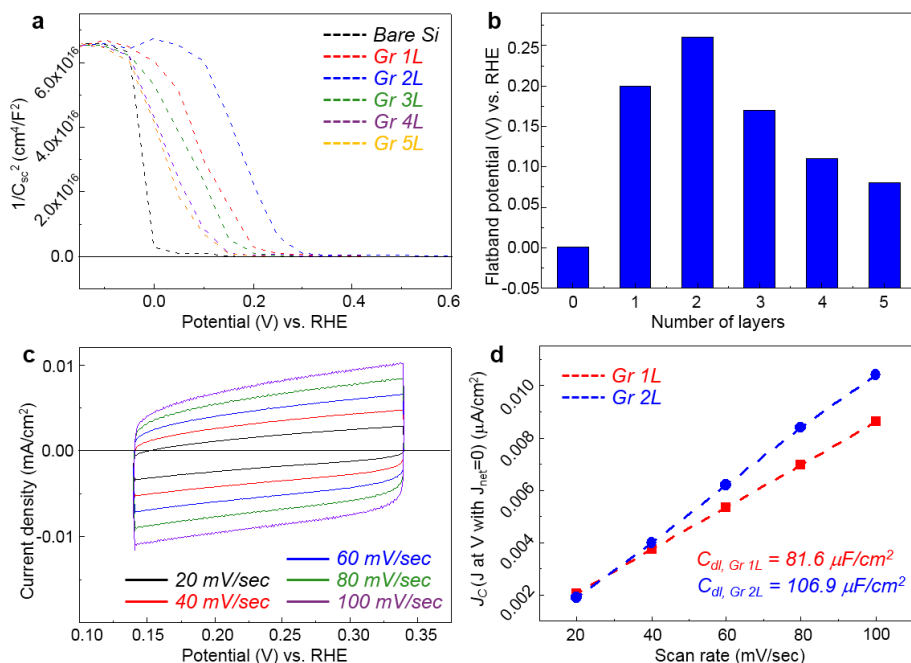 a
Bare Si
Gr 1L
Gr 2L
Gr 3L
Gr 4L
Gr 5L
1/C_sc^2 (cm^4/F^2)
6.0x10^16
4.0x10^16
2.0x10^16
0.0
0.0 0.2 0.4 0.6
Potential (V) vs. RHE
b
Flatband potential (V) vs. RHE
0.25
0.20
0.15
0.10
0.05
0.00
-0.05
0 1 2 3 4 5
Number of layers
c
Current density (mA/cm^2)
0.01
0.00
-0.01
20 mV/sec
40 mV/sec
60 mV/sec
80 mV/sec
100 mV/sec
0.10 0.15 0.20 0.25 0.30 0.35
Potential (V) vs. RHE
d
Gr 1L
Gr 2L
J_C(J at V with J_net=0) (μA/cm^2)
0.010
0.008
0.006
0.004
0.002
C_dl, Gr 1L = 81.6 μF/cm^2
C_dl, Gr 2L = 106.9 μF/cm^2
20 40 60 80 100
Scan rate (mV/sec)